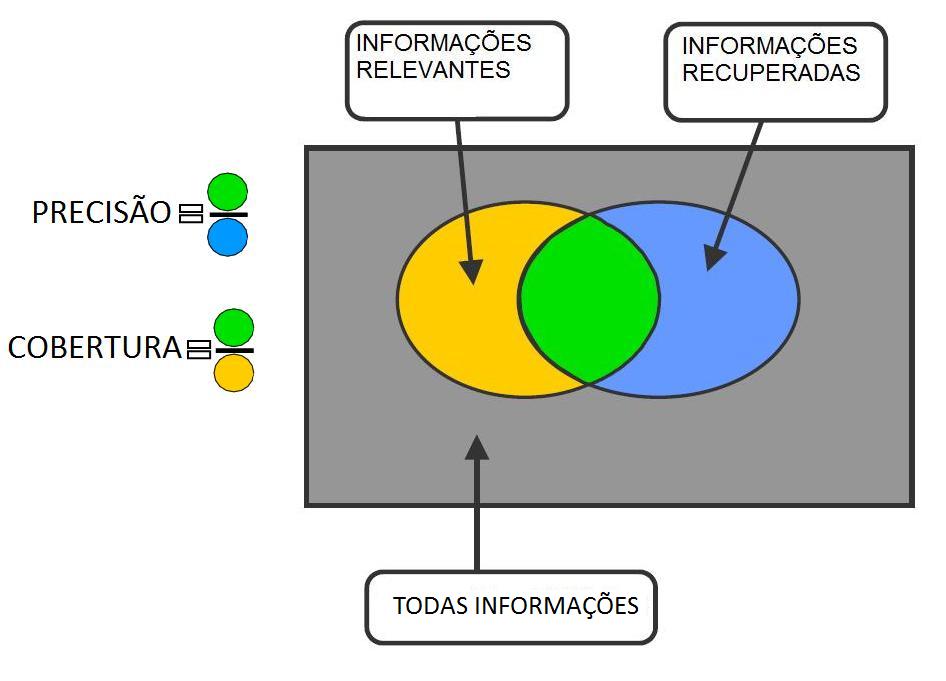 INFORMAÇÕES
RELEVANTES
INFORMAÇÕES
RECUPERADAS
PRECISÃO =
COBERTURA =
TODAS INFORMAÇÕES